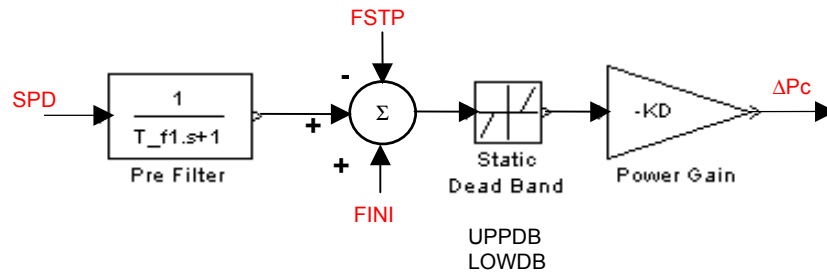 FSTP
-
SPD
1
T_f1.s+1
Pre Filter
+
Σ
+
FINI
Static
Dead Band
UPPDB
LOWDB
-KD
Power Gain
ΔPc